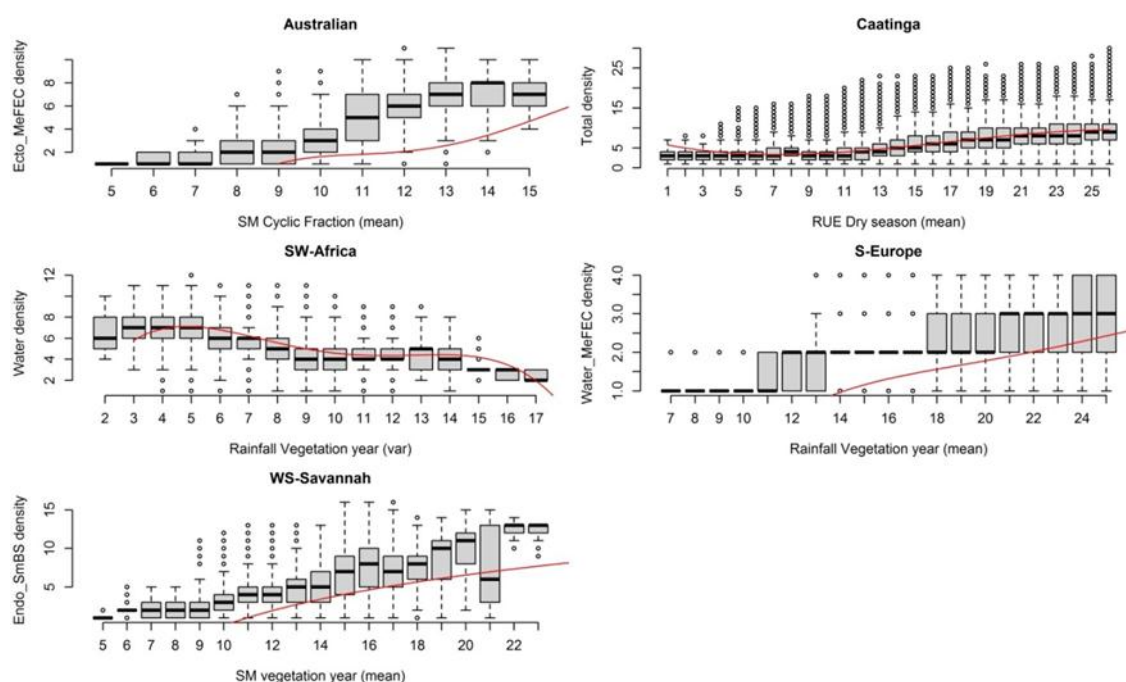 Australian
Ecto_MeFEC density
2 4 6 8
5 6 7 8 9 10 11 12 13 14 15
SM Cyclic Fraction (mean)
Caatinga
Total density
5 15 25
1 3 5 7 9 11 13 15 17 19 21 23 25
RUE Dry season (mean)
SW-Africa
Water density
2 4 6 8 12
2 3 4 5 6 7 8 9 10 11 12 13 14 15 16 17
Rainfall Vegetation year (var)
S-Europe
Water_MeFEC density
1.0 2.0 3.0 4.0
7 8 9 10 12 14 16 18 20 22 24
Rainfall Vegetation year (mean)
WS-Savannah
Endo_SmBS density
5 10 15
5 6 7 8 9 10 12 14 16 18 20 22
SM vegetation year (mean)